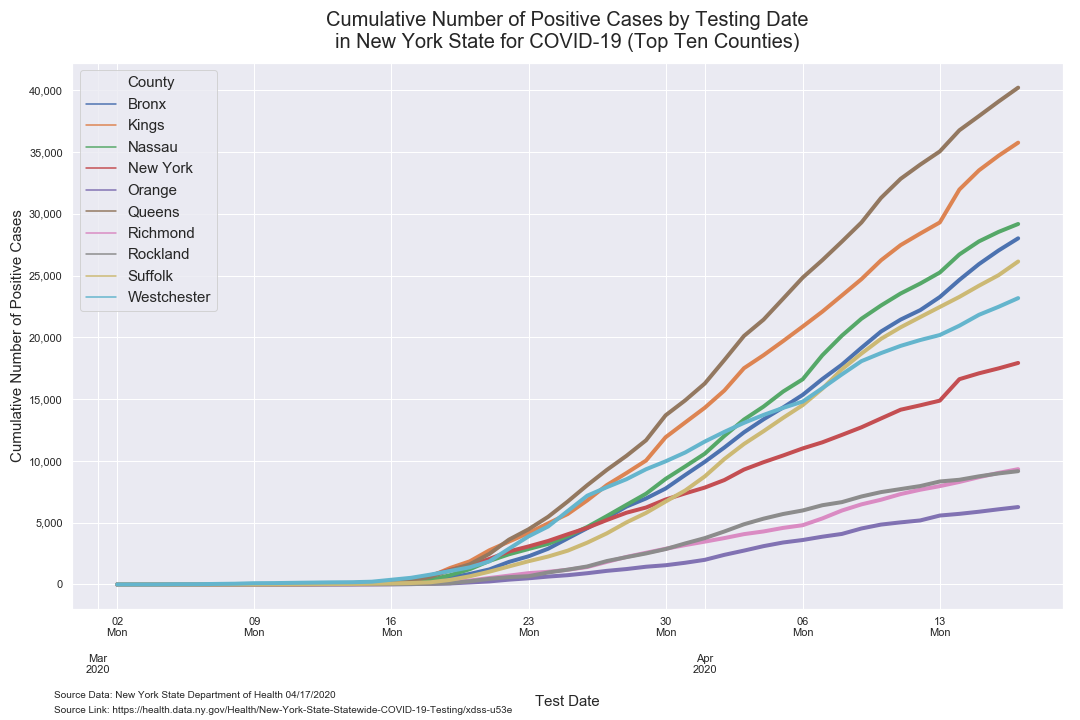 Cumulative Number of Positive Cases by Testing Date
in New York State for COVID-19 (Top Ten Counties)
Cumulative Number of Positive Cases
40,000
35,000
30,000
25,000
20,000
15,000
10,000
5,000
0
County
Bronx
Kings
Nassau
New York
Orange
Queens
Richmond
Rockland
Suffolk
Westchester
02
Mon
09
Mon
16
Mon
23
Mon
30
Mon
06
Mon
13
Mon
Mar
2020
Apr
2020
Test Date
Source Data: New York State Department of Health 04/17/2020
Source Link: https://health.data.ny.gov/Health/New-York-State-Statewide-COVID-19-Testing/xdss-u53e